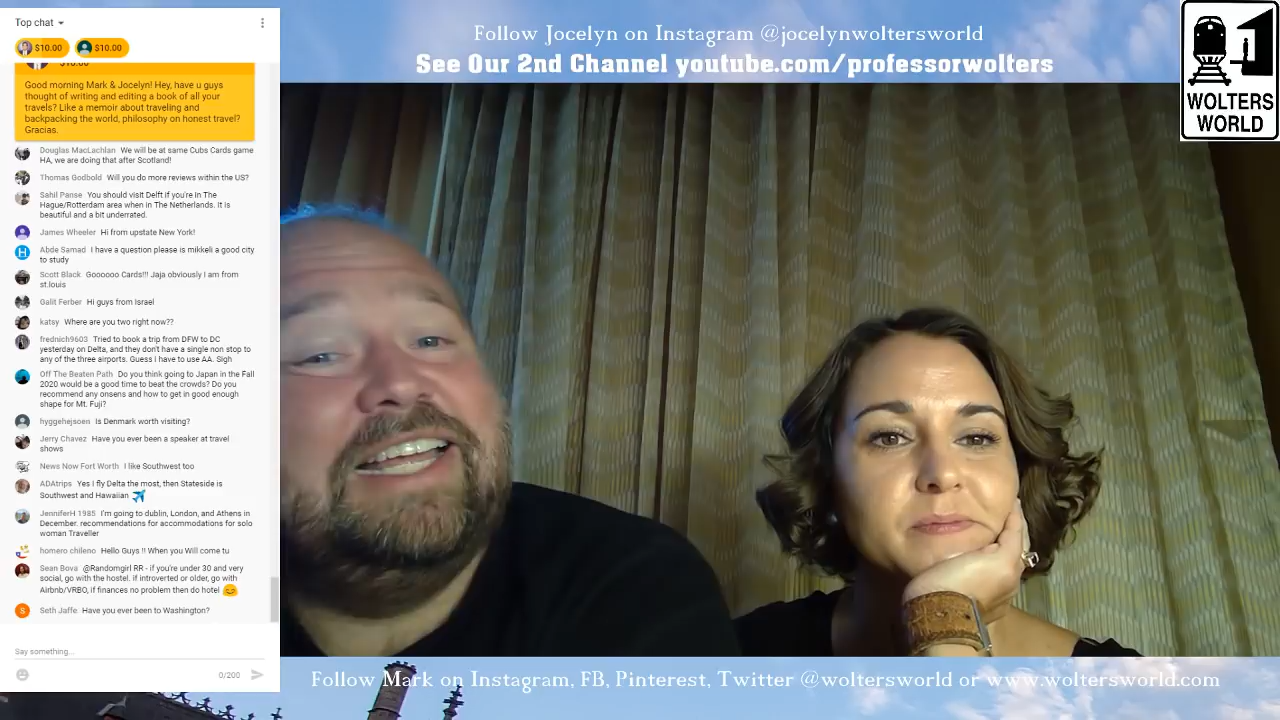 Top chat
$10.00 $10.00
$10.00
Good morning Mark & Jocelyn! Hey, have u guys
thought of writing and editing a book of all your
travels? Like a memoir about traveling and
backpacking the world, philosophy on honest travel?
Gracias.
Douglas MacLachlan We will be at same Cubs Cards game
HA, we are doing that after Scotland!
Thomas Godbold Will you do more reviews within the US?
Sahil Panse You should visit Delft if you're in The
Hague/Rotterdam area when in The Netherlands. It is
beautiful and a bit underrated.
James Wheeler Hi from upstate New York!
Abde Samad I have a question please is mikkeli a good city
to study
Scott Black Goooooo Cards!!! Jaja obviously I am from
st.louis
Galit Ferber Hi guys from Israel
katsy Where are you two right now??
frednich9603 Tried to book a trip from DFW to DC
yesterday on Delta, and they don't have a single non stop to
any of the three airports. Guess I have to use AA. Sigh
Off The Beaten Path Do you think going to Japan in the Fall
2020 would be a good time to beat the crowds? Do you
recommend any onsens and how to get in good enough
shape for Mt. Fuji?
hyggehejsoen Is Denmark worth visiting?
Jerry Chavez Have you ever been a speaker at travel
shows
News Now Fort Worth I like Southwest too
ADAtrips Yes I fly Delta the most, then Stateside is
Southwest and Hawaiian
JenniferH 1985 I'm going to dublin, London, and Athens in
December. recommendations for accommodations for solo
woman Traveller
homero chileno Hello Guys !! When you Will come tu
Sean Bova @Randomgirl RR - if you're under 30 and very
social, go with the hostel. if introverted or older, go with
Airbnb/VRBO, if finances no problem then do hotel
S Seth Jaffe Have you ever been to Washington?
Say something...
0/200
Follow Jocelyn on Instagram @jocelynwoltersworld
See Our 2nd Channel youtube.com/professorwolters
WOLTERS
WORLD
Follow Mark on Instagram, FB, Pinterest, Twitter @woltersworld or www.woltersworld.com